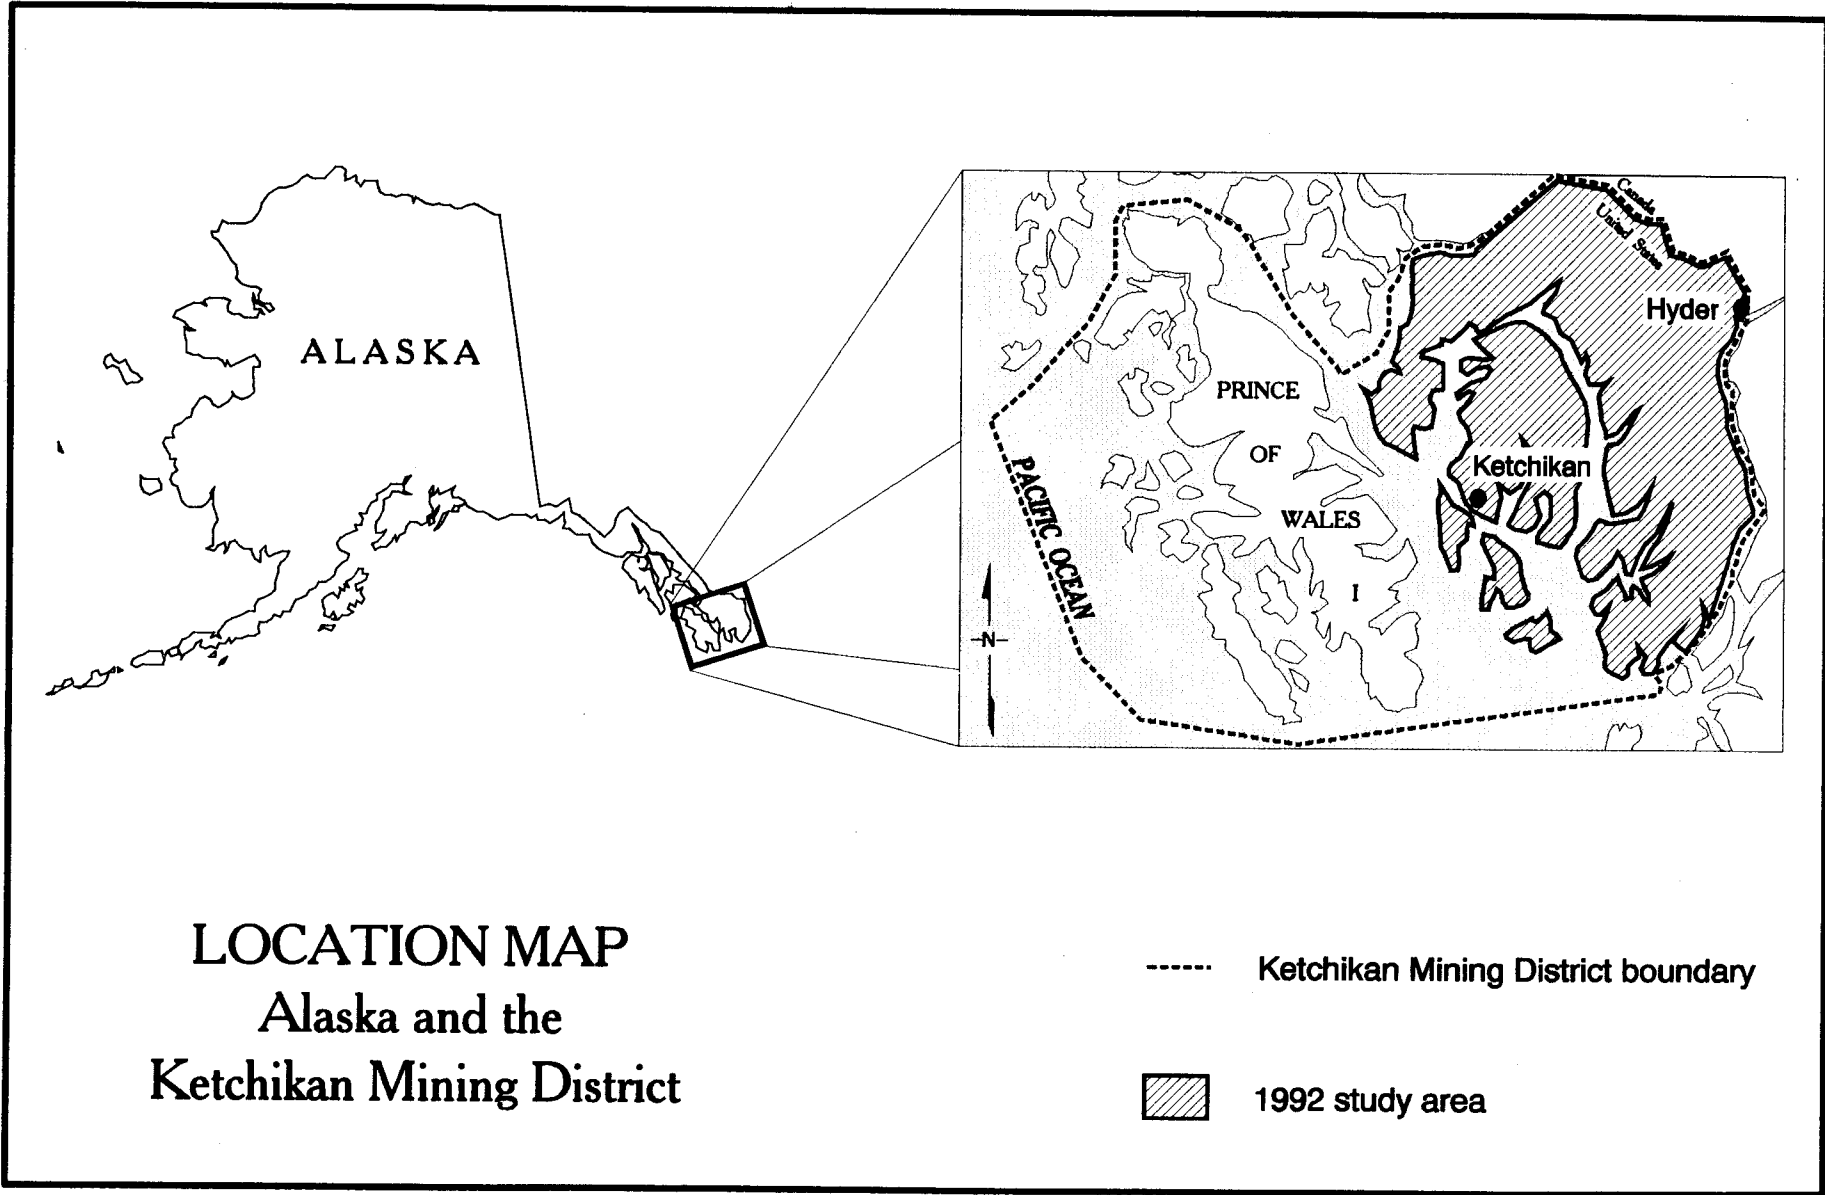 ALASKA
Canada
United States
Hyder
PRINCE
OF
WALES
I
Ketchikan
PACIFIC OCEAN
-N-
LOCATION MAP
Alaska and the
Ketchikan Mining District
Ketchikan Mining District boundary
1992 study area